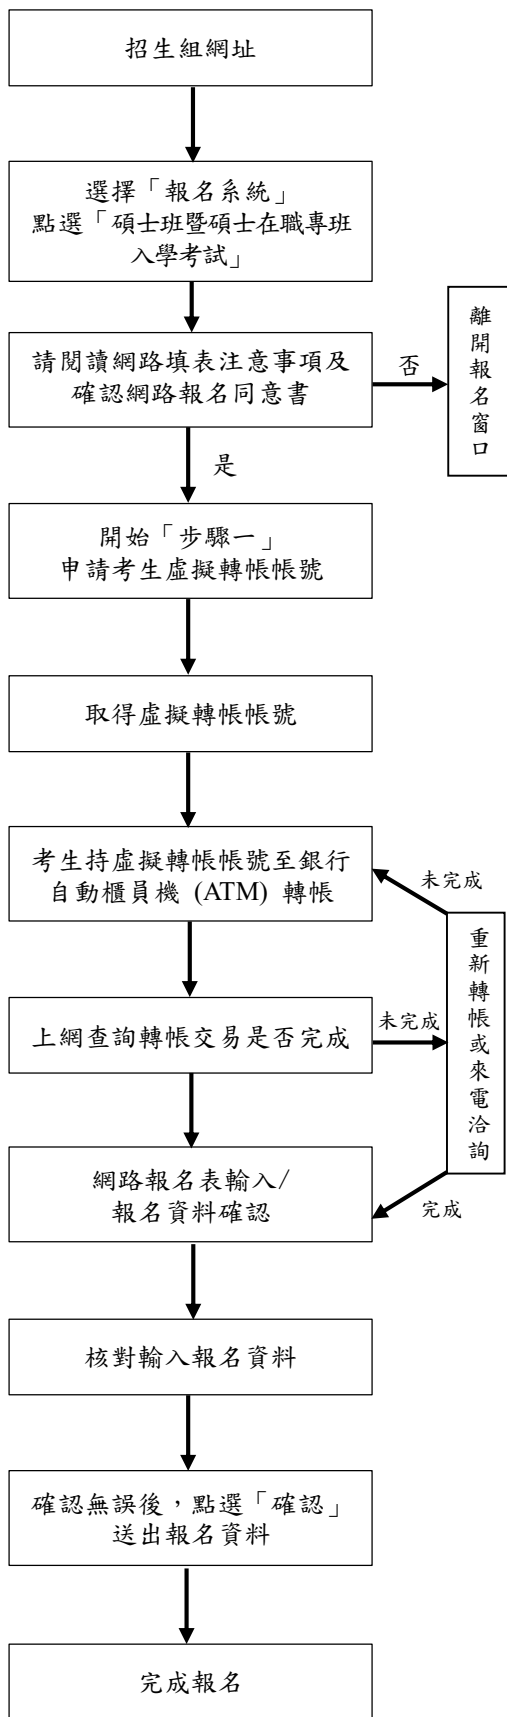 招生組網址
選擇「報名系統」
點選「碩士班暨碩士在職專班
入學考試」
請閱讀網路填表注意事項及
確認網路報名同意書
否
離開報名窗口
是
開始「步驟一」
申請考生虛擬轉帳帳號
取得虛擬轉帳帳號
考生持虛擬轉帳帳號至銀行
自動櫃員機 (ATM) 轉帳
未完成
重新轉帳或來電洽詢
上網查詢轉帳交易是否完成
未完成
網路報名表輸入/
報名資料確認
完成
核對輸入報名資料
確認無誤後，點選「確認」
送出報名資料
完成報名